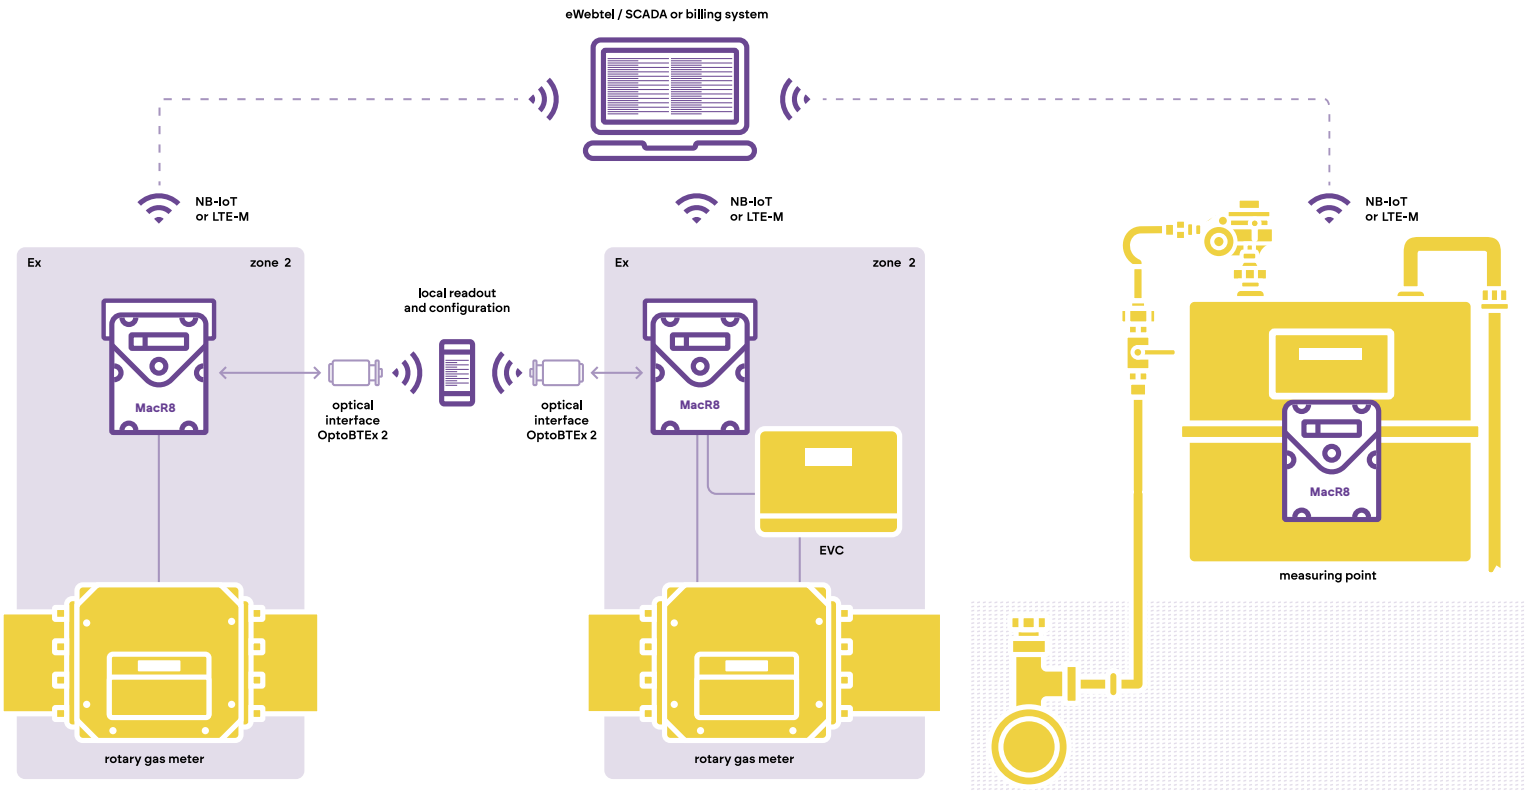 eWebtel / SCADA or billing system
NB-IoT
or LTE-M
NB-IoT
or LTE-M
NB-IoT
or LTE-M
Ex
zone 2
Ex
zone 2
local readout
and configuration
MacR8
optical
interface
OptoBTEx 2
optical
interface
OptoBTEx 2
MacR8
MacR8
EVC
measuring point
rotary gas meter
rotary gas meter